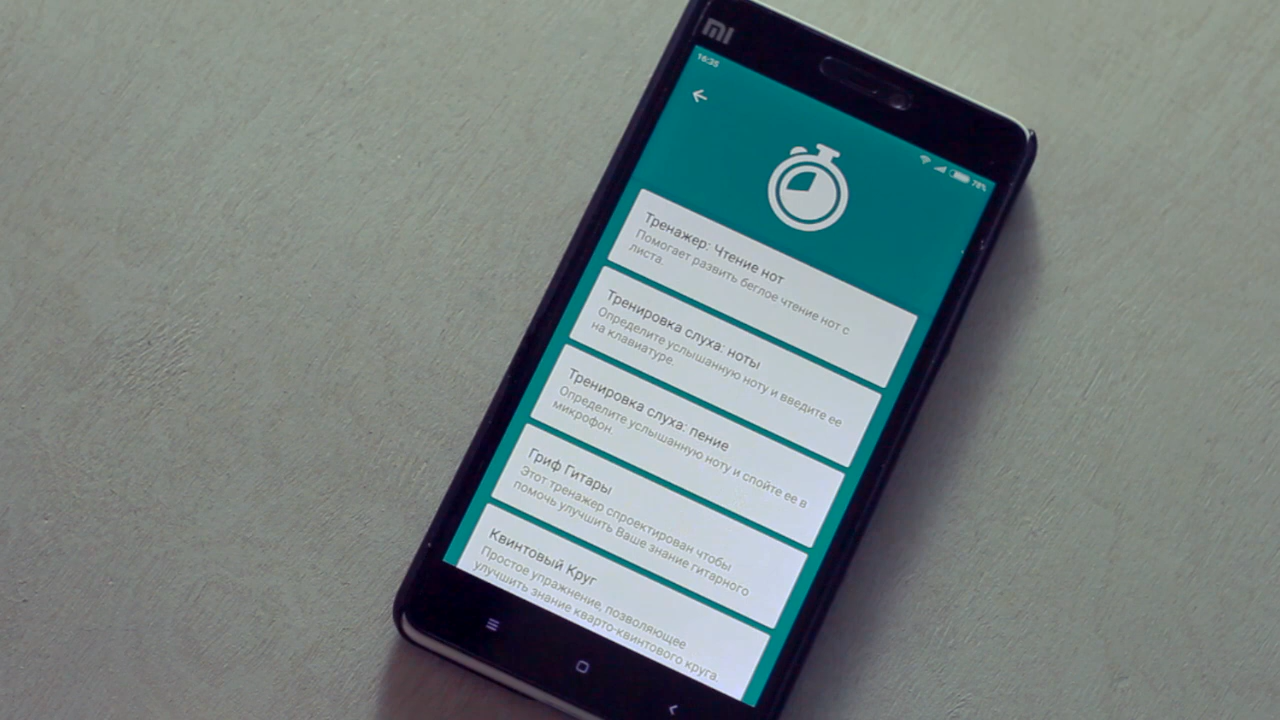 mi
16:35
78%
Тренажер: Чтение нот
Помогает развить беглое чтение нот с
листа.
Тренировка слуха: ноты
Определите услышанную ноту и введите ее
на клавиатуре.
Тренировка слуха: пение
Определите услышанную ноту и спойте ее в
микрофон.
Гриф Гитары
Этот тренажер спроектирован чтобы
помочь улучшить Ваше знание гитарного
Квинтовый Круг
Простое упражнение, позволяющее
улучшить знание кварто-квинтового круга.